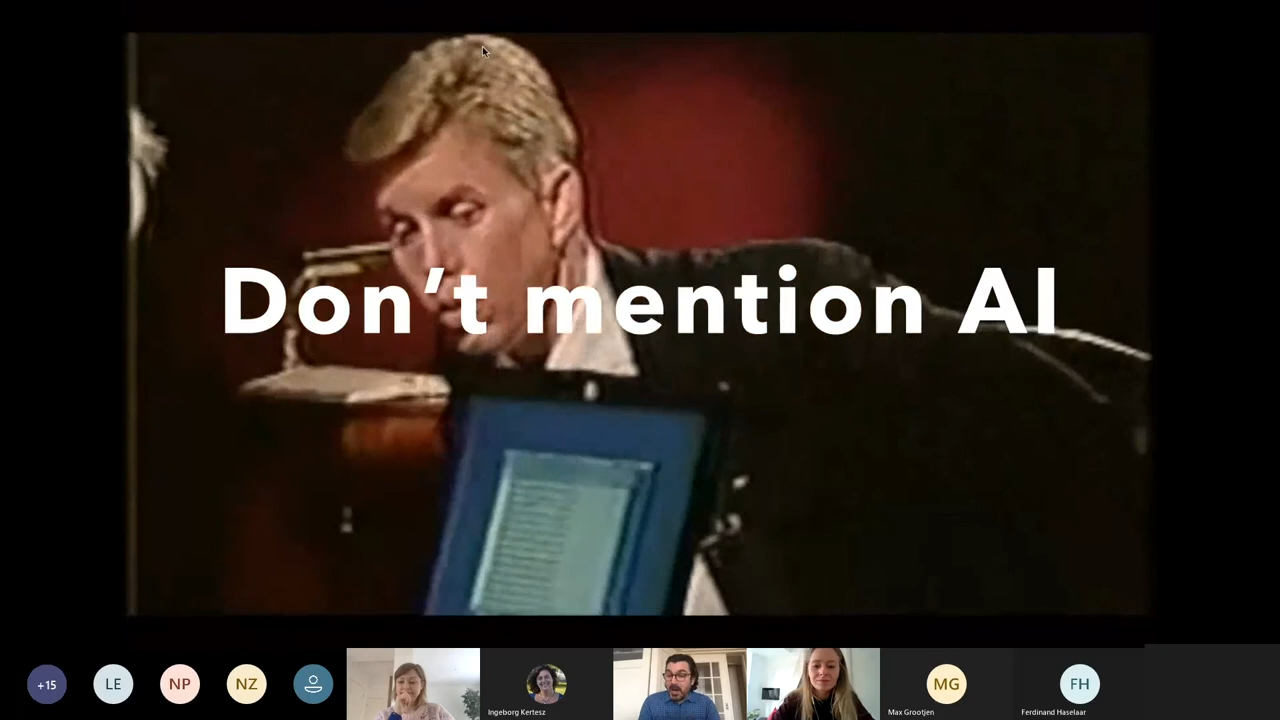 Don’t mention AI
+15
LE
NP
NZ
Ingeborg Kertesz
MG
Max Grootjen
FH
Ferdinand Haselaar